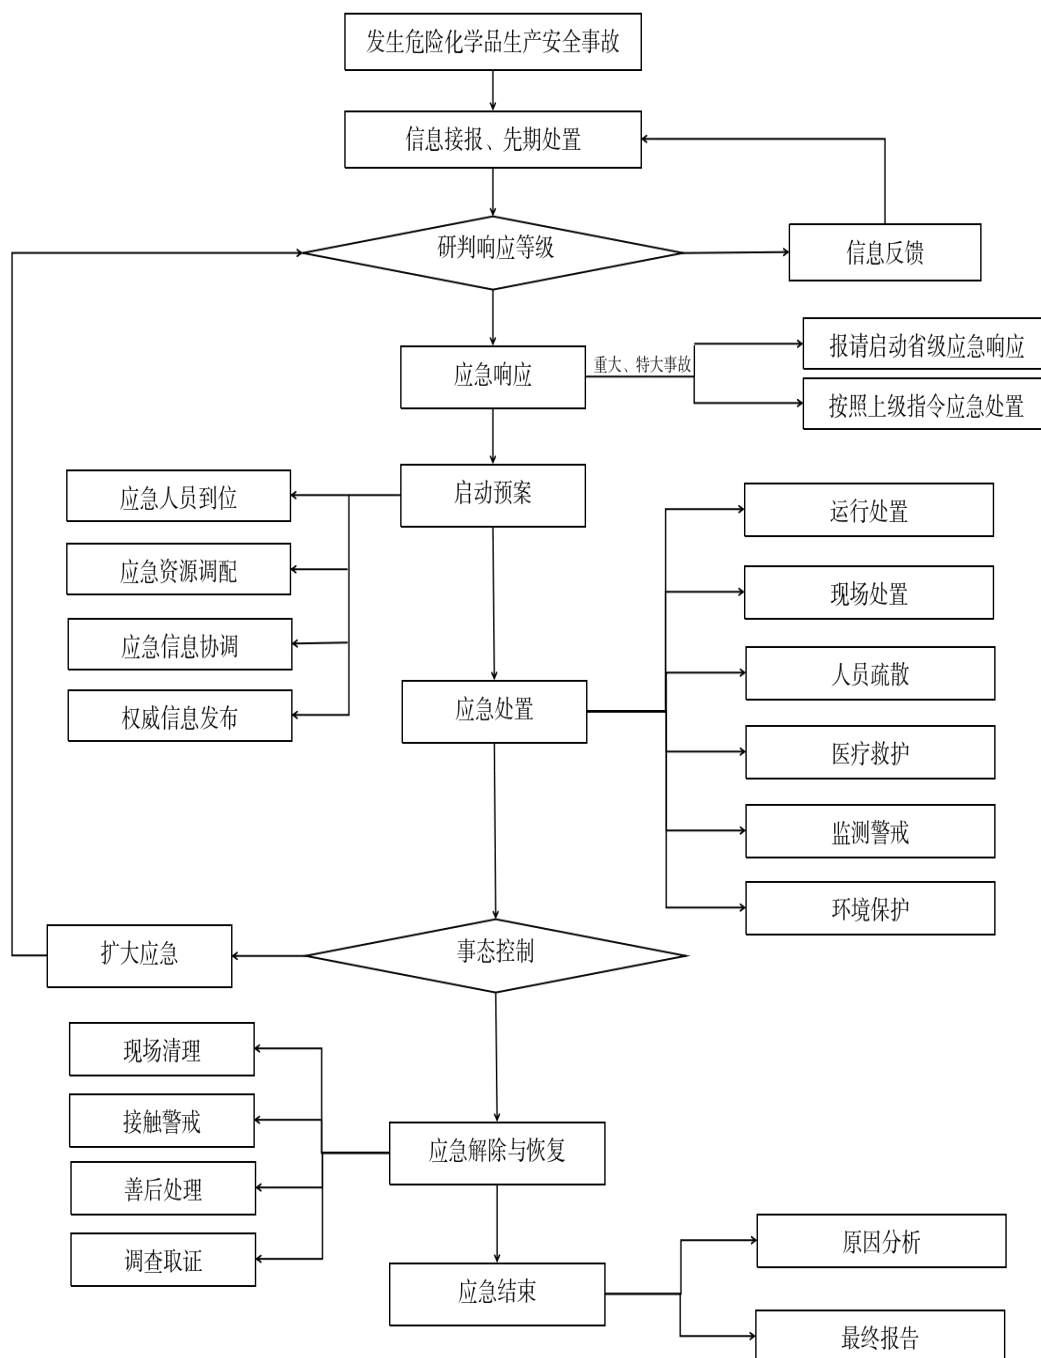 发生危险化学品生产安全事故
信息接报、先期处置
研判响应等级
信息反馈
应急响应
重大、特大事故
报请启动省级应急响应
按照上级指令应急处置
启动预案
应急人员到位
应急资源调配
应急信息协调
权威信息发布
应急处置
运行处置
现场处置
人员疏散
医疗救护
监测警戒
环境保护
事态控制
扩大应急
现场清理
接触警戒
善后处理
调查取证
应急解除与恢复
应急结束
原因分析
最终报告